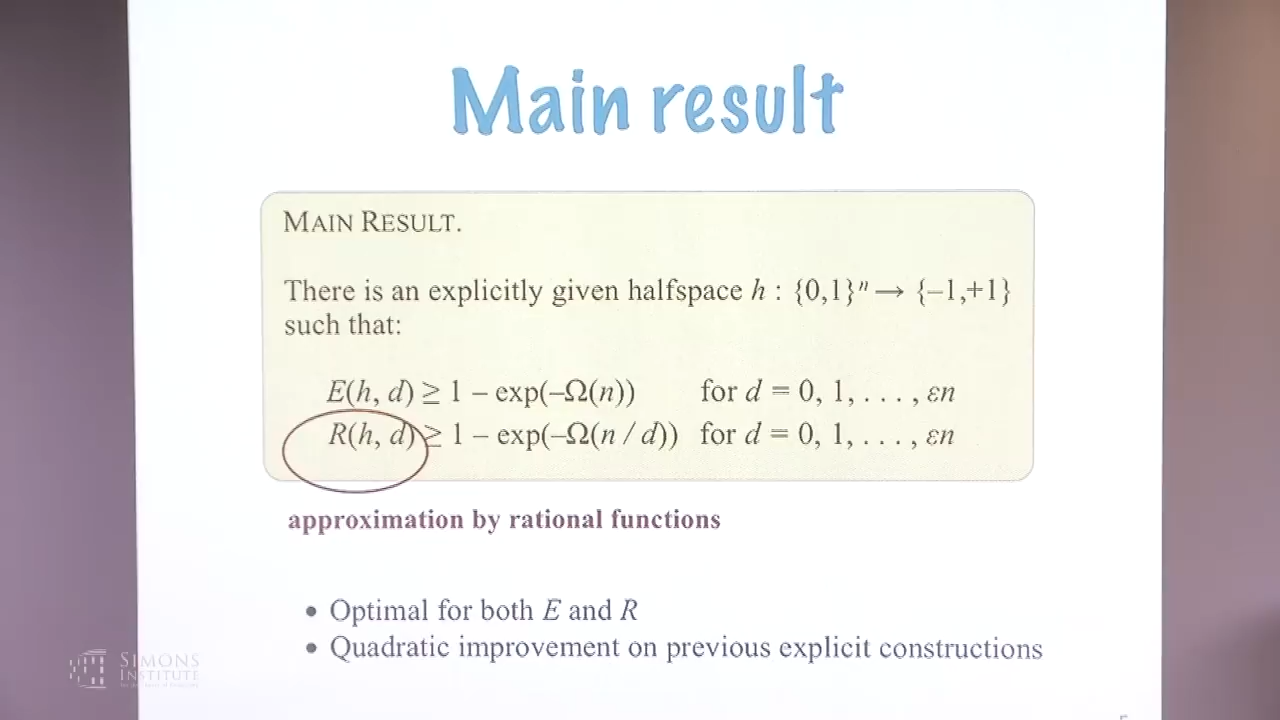 Main result
MAIN RESULT.
There is an explicitly given halfspace h : {0,1}ⁿ → {–1,+1}
such that:
E(h, d) ≥ 1 – exp(–Ω(n)) for d = 0, 1, . . . , εn
R(h, d) ≥ 1 – exp(–Ω(n / d)) for d = 0, 1, . . . , εn
approximation by rational functions
• Optimal for both E and R
• Quadratic improvement on previous explicit constructions
SIMONS
INSTITUTE